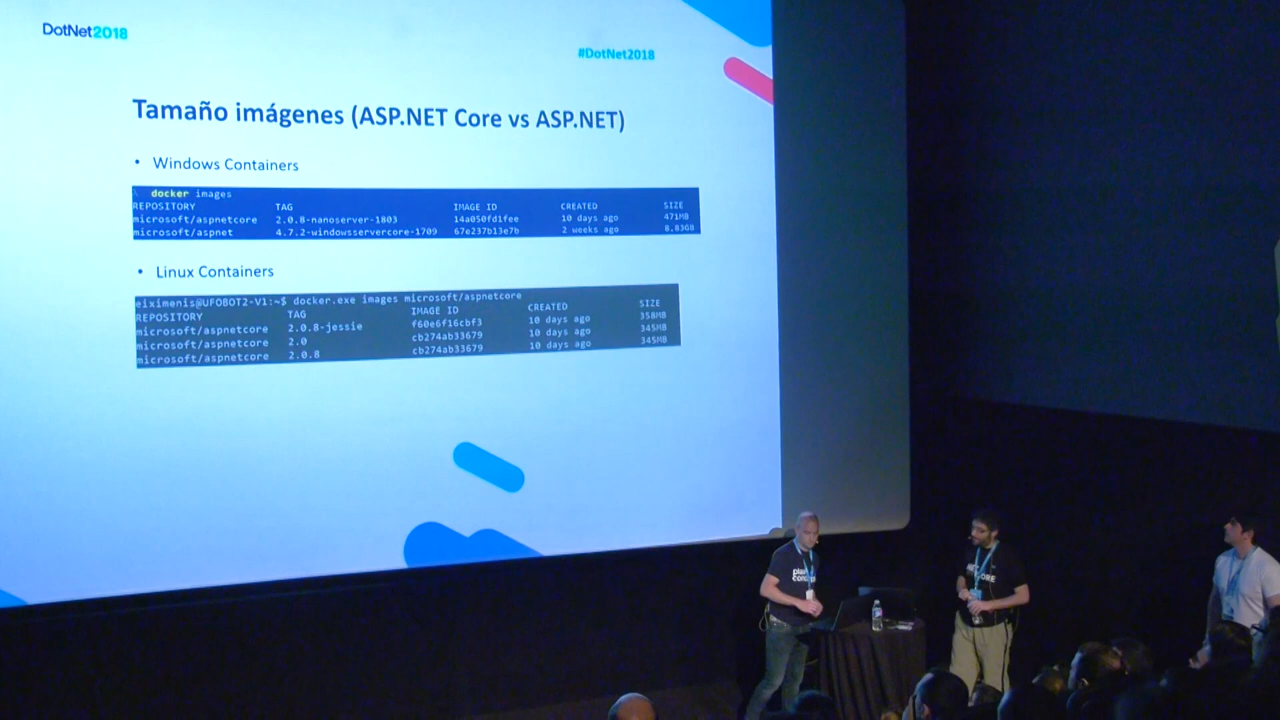 DotNet2018
#DotNet2018
Tamaño imágenes (ASP.NET Core vs ASP.NET)
• Windows Containers
\ docker images
REPOSITORY TAG IMAGE ID CREATED SIZE
microsoft/aspnetcore 2.0.8-nanoserver-1803 14a050fd1fee 10 days ago 471MB
microsoft/aspnet 4.7.2-windowsservercore-1709 67e237b13e7b 2 weeks ago 8.83GB
• Linux Containers
eiximenis@UFOBOT2-V1:~$ docker.exe images microsoft/aspnetcore
REPOSITORY TAG IMAGE ID CREATED SIZE
microsoft/aspnetcore 2.0.8-jessie f60e6f16cbf3 10 days ago 358MB
microsoft/aspnetcore 2.0 cb274ab33679 10 days ago 345MB
microsoft/aspnetcore 2.0.8 cb274ab33679 10 days ago 345MB